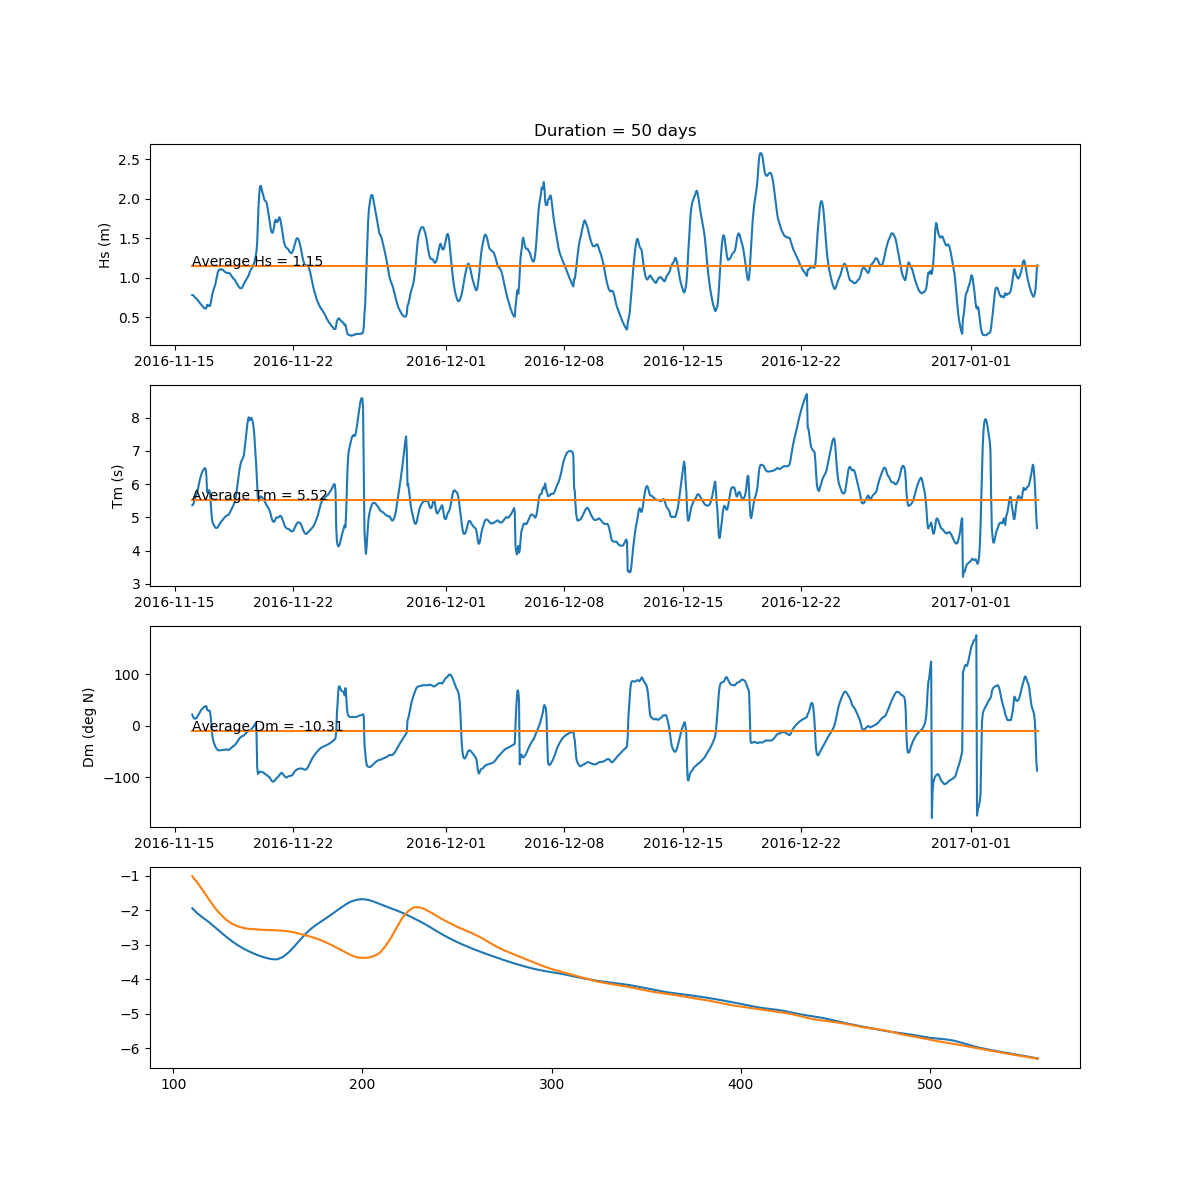 Duration = 50 days
2.5
2.0
1.5
1.0
0.5
Hs (m)
Average Hs = 1.15
2016-11-15 2016-11-22 2016-12-01 2016-12-08 2016-12-15 2016-12-22 2017-01-01
8
7
6
5
4
3
Tm (s)
Average Tm = 5.52
2016-11-15 2016-11-22 2016-12-01 2016-12-08 2016-12-15 2016-12-22 2017-01-01
100
0
−100
Dm (deg N)
Average Dm = -10.31
2016-11-15 2016-11-22 2016-12-01 2016-12-08 2016-12-15 2016-12-22 2017-01-01
−1
−2
−3
−4
−5
−6
100 200 300 400 500